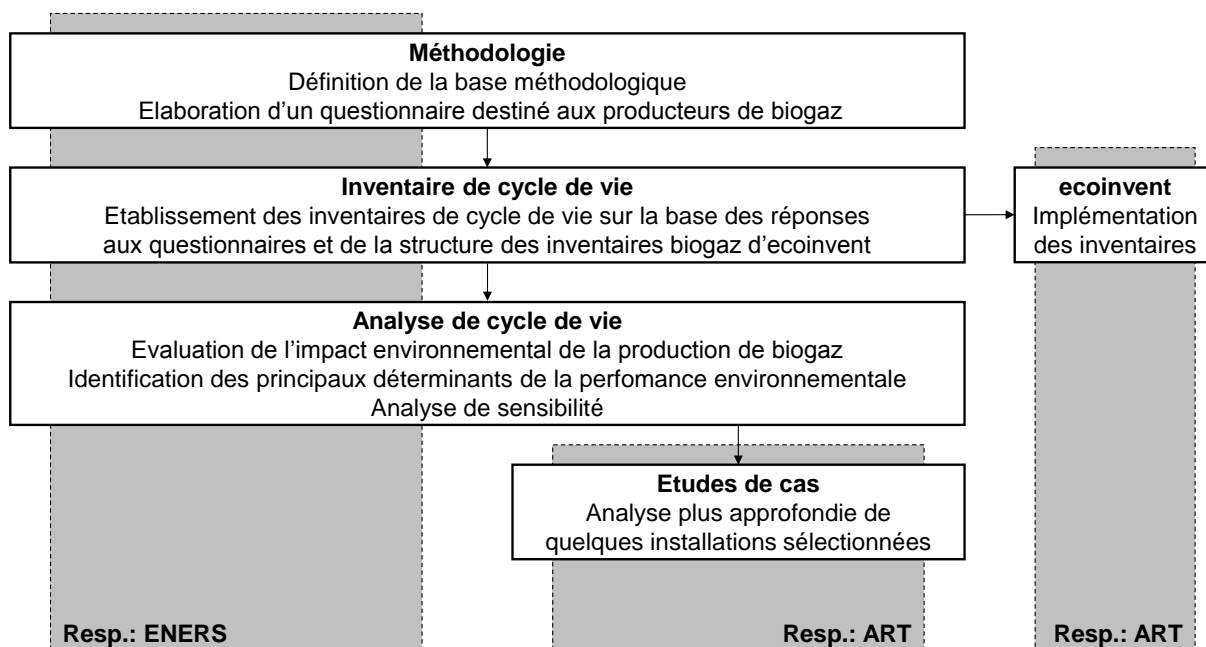 Méthodologie
Définition de la base méthodologique
Elaboration d'un questionnaire destiné aux producteurs de biogaz
Inventaire de cycle de vie
Etablissement des inventaires de cycle de vie sur la base des réponses
aux questionnaires et de la structure des inventaires biogaz d'ecoinvent
ecoinvent
Implémentation
des inventaires
Analyse de cycle de vie
Evaluation de l'impact environnemental de la production de biogaz
Identification des principaux déterminants de la perfomance environnementale
Analyse de sensibilité
Etudes de cas
Analyse plus approfondie de
quelques installations sélectionnées
Resp.: ENERS
Resp.: ART
Resp.: ART